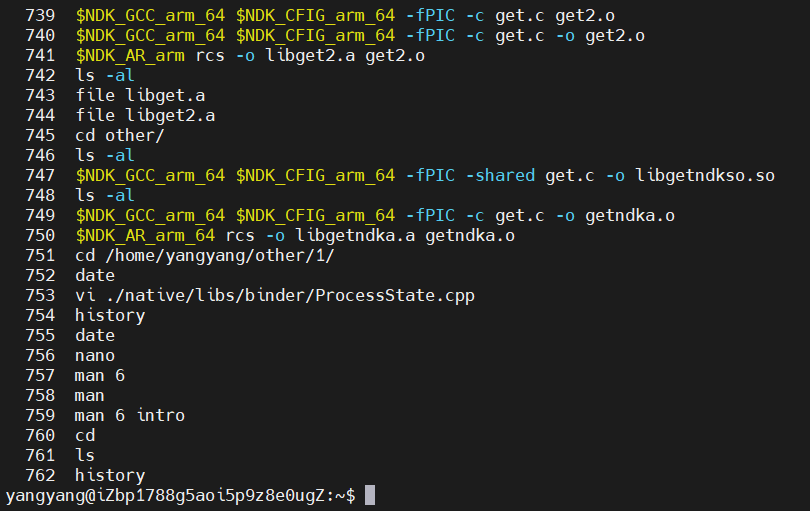 739 $NDK_GCC_arm_64 $NDK_CFIG_arm_64 -fPIC -c get.c get2.o
740 $NDK_GCC_arm_64 $NDK_CFIG_arm_64 -fPIC -c get.c -o get2.o
741 $NDK_AR_arm rcs -o libget2.a get2.o
742 ls -al
743 file libget.a
744 file libget2.a
745 cd other/
746 ls -al
747 $NDK_GCC_arm_64 $NDK_CFIG_arm_64 -fPIC -shared get.c -o libgetndkso.so
748 ls -al
749 $NDK_GCC_arm_64 $NDK_CFIG_arm_64 -fPIC -c get.c -o getndka.o
750 $NDK_AR_arm_64 rcs -o libgetndka.a getndka.o
751 cd /home/yangyang/other/1/
752 date
753 vi ./native/libs/binder/ProcessState.cpp
754 history
755 date
756 nano
757 man 6
758 man
759 man 6 intro
760 cd
761 ls
762 history
yangyang@iZbp1788g5aoi5p9z8e0ugZ:~$